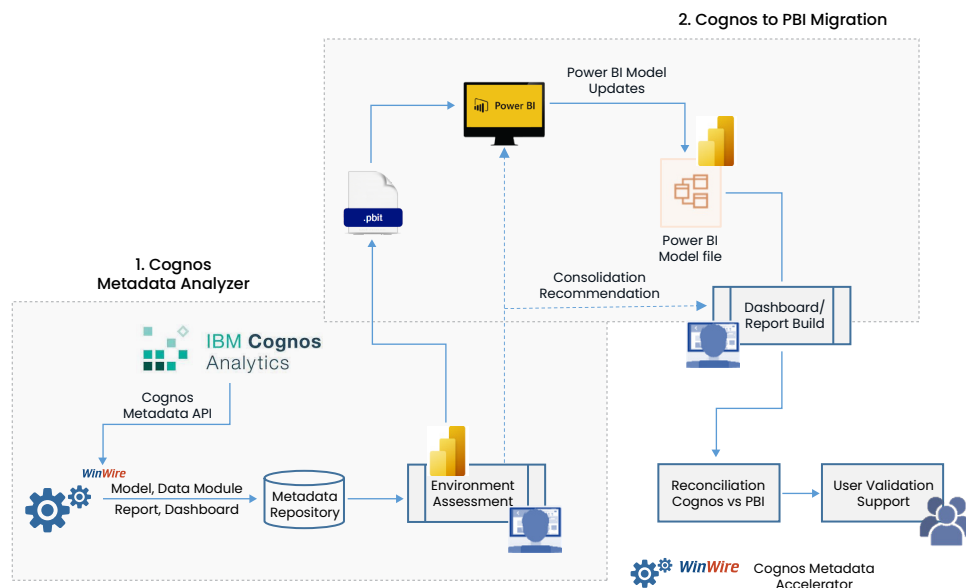 2. Cognos to PBI Migration
Power BI Model
Updates
Power BI
.pbit
Power BI
Model file
1. Cognos
Metadata Analyzer
Consolidation
Recommendation
Dashboard/
Report Build
IBM Cognos
Analytics
Cognos
Metadata API
WinWire
Model, Data Module
Report, Dashboard
Metadata
Repository
Environment
Assessment
Reconciliation
Cognos vs PBI
User Validation
Support
WinWire
Cognos Metadata
Accelerator